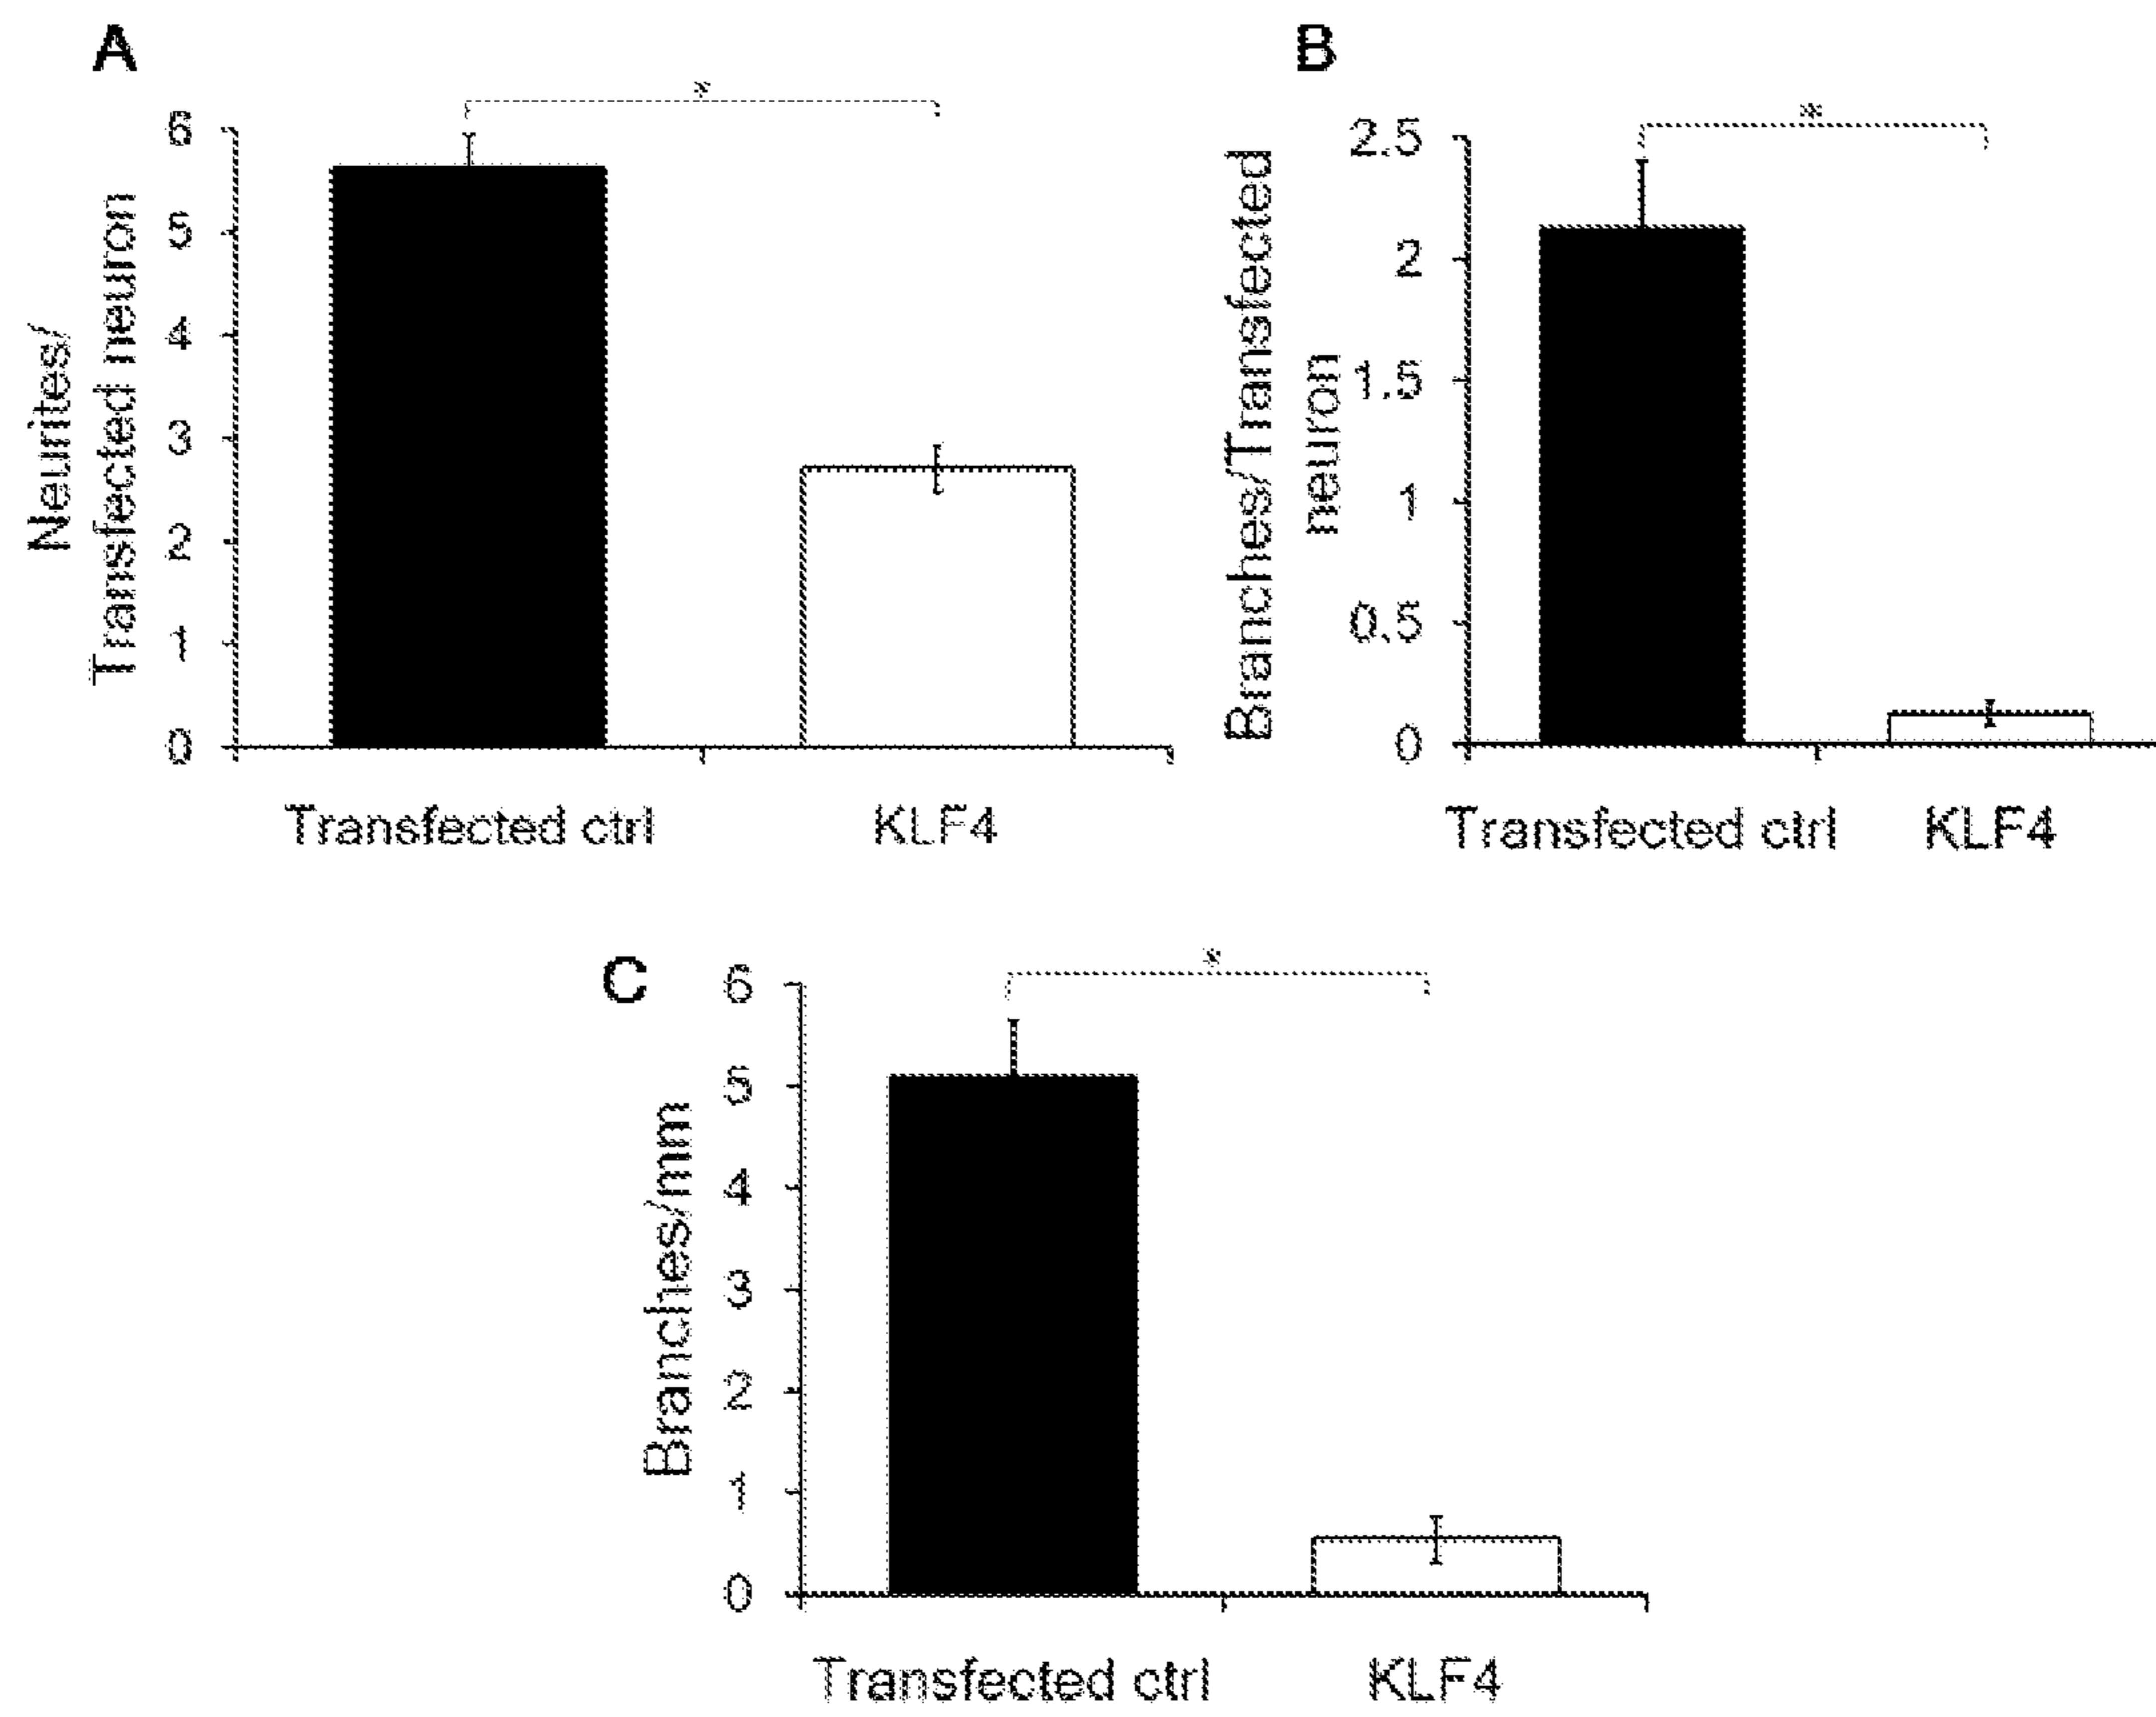 A
*
6
5
4
3
2
1
0
Neurites/
Transfected neuron
Transfected ctrl
KLF4
B
*
2.5
2
1.5
1
0.5
0
Branches/Transfected
neuron
Transfected ctrl
KLF4
C
*
6
5
4
3
2
1
0
Branches/mm
Transfected ctrl
KLF4